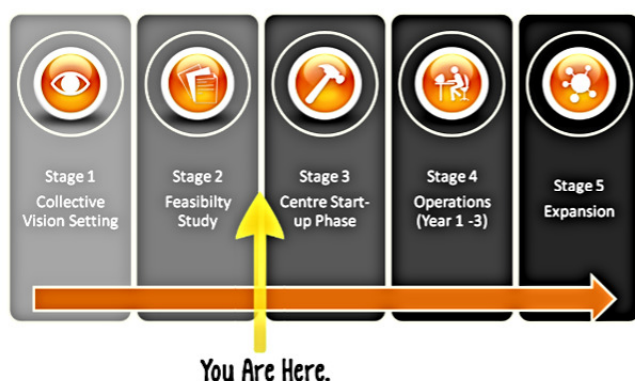 Stage 1
Collective
Vision Setting
Stage 2
Feasibilty
Study
Stage 3
Centre Start-
up Phase
Stage 4
Operations
(Year 1 -3)
Stage 5
Expansion
You Are Here.